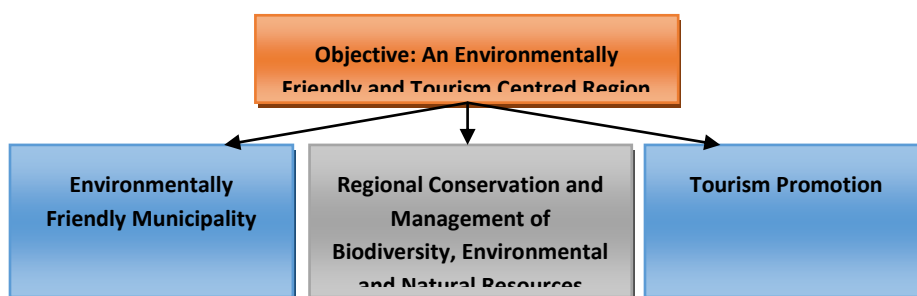 Objective: An Environmentally
Friendly and Tourism Centred Region
Environmentally
Friendly Municipality
Regional Conservation and
Management of
Biodiversity, Environmental
and Natural Resources
Tourism Promotion